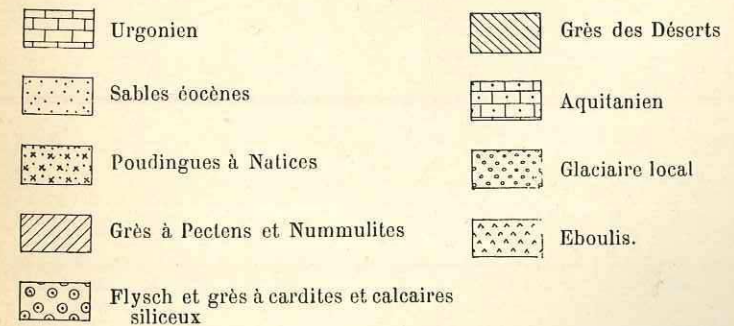 Urgonien
Sables éocènes
Poudingues à Natices
Grès à Pectens et Nummulites
Flysch et grès à cardites et calcaires
siliceux
Grès des Déserts
Aquitanien
Glaciaire local
Eboulis.